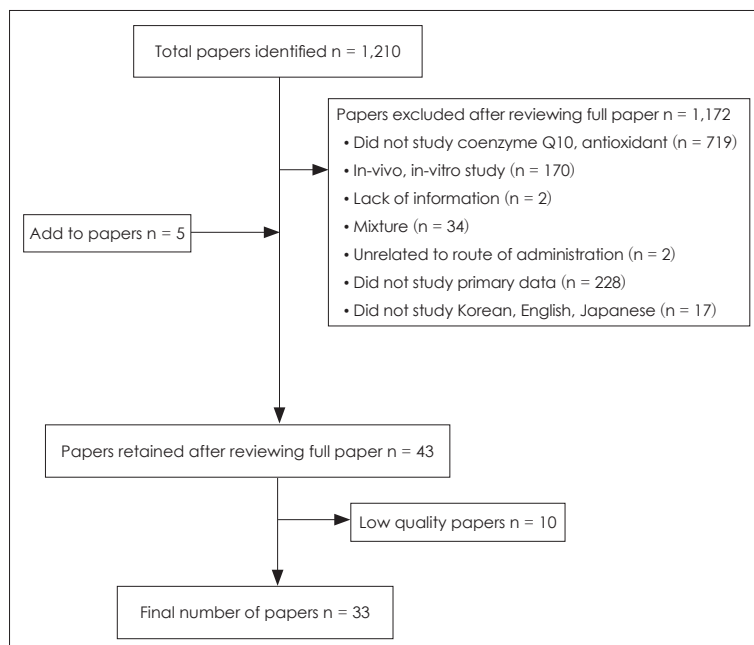 Total papers identified n = 1,210
Papers excluded after reviewing full paper n = 1,172
• Did not study coenzyme Q10, antioxidant (n = 719)
• In-vivo, in-vitro study (n = 170)
• Lack of information (n = 2)
• Mixture (n = 34)
• Unrelated to route of administration (n = 2)
• Did not study primary data (n = 228)
• Did not study Korean, English, Japanese (n = 17)
Add to papers n = 5
Papers retained after reviewing full paper n = 43
Low quality papers n = 10
Final number of papers n = 33